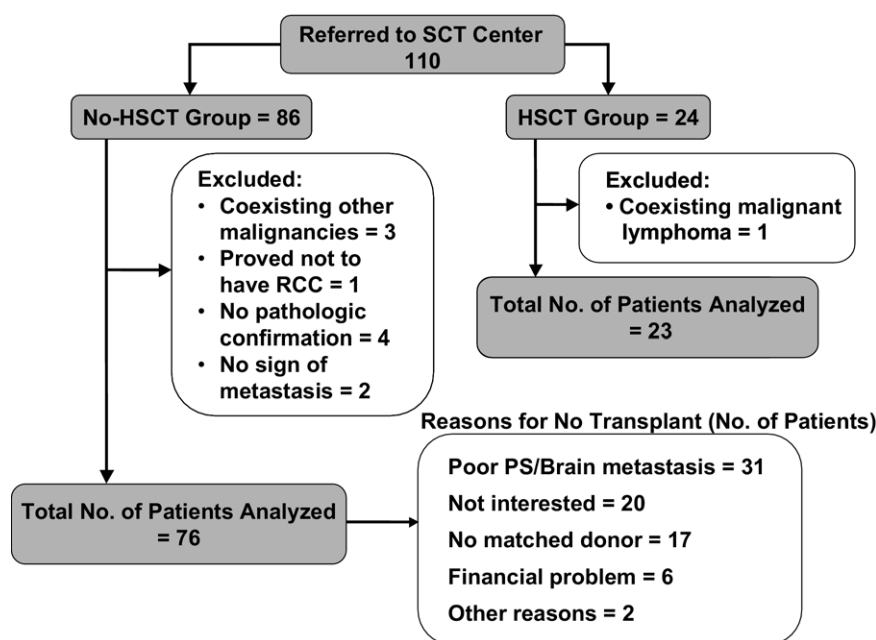 Referred to SCT Center
110
No-HSCT Group = 86
HSCT Group = 24
Excluded:
• Coexisting other
malignancies = 3
• Proved not to
have RCC = 1
• No pathologic
confirmation = 4
• No sign of
metastasis = 2
Excluded:
• Coexisting malignant
lymphoma = 1
Total No. of Patients Analyzed
= 23
Total No. of Patients Analyzed
= 76
Reasons for No Transplant (No. of Patients)
Poor PS/Brain metastasis = 31
Not interested = 20
No matched donor = 17
Financial problem = 6
Other reasons = 2